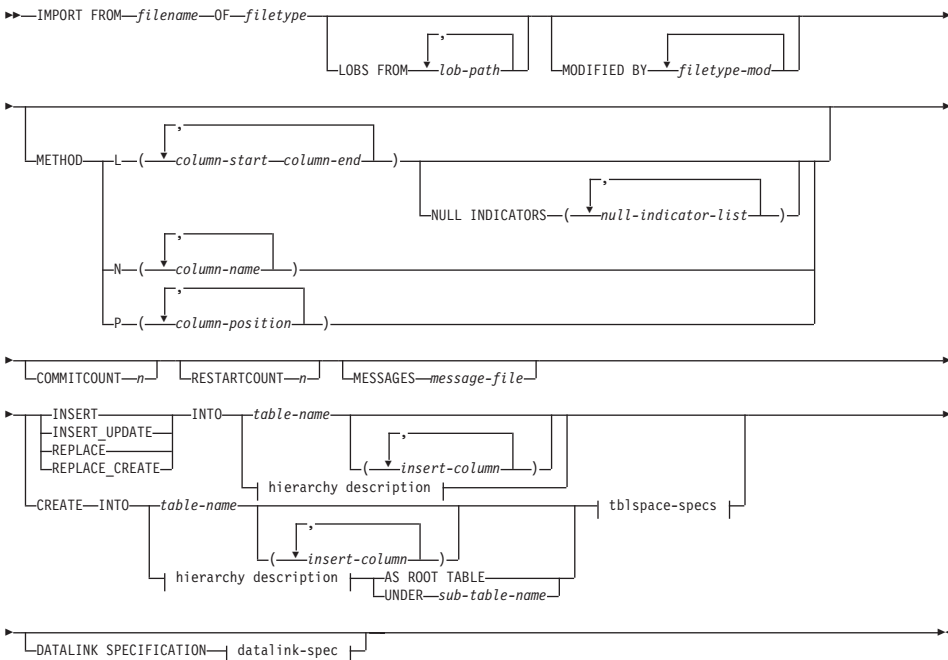 IMPORT FROM filename OF filetype
,
LOBS FROM lob-path
,
MODIFIED BY filetype-mod
METHOD L ( column-start column-end )
,
NULL INDICATORS ( null-indicator-list )
,
N ( column-name )
,
P ( column-position )
COMMITCOUNT n RESTARTCOUNT n MESSAGES message-file
INSERT INTO table-name
INSERT_UPDATE
REPLACE
REPLACE_CREATE
,
( insert-column )
hierarchy description
CREATE INTO table-name tblspace-specs
,
( insert-column )
hierarchy description AS ROOT TABLE
UNDER sub-table-name
DATALINK SPECIFICATION datalink-spec